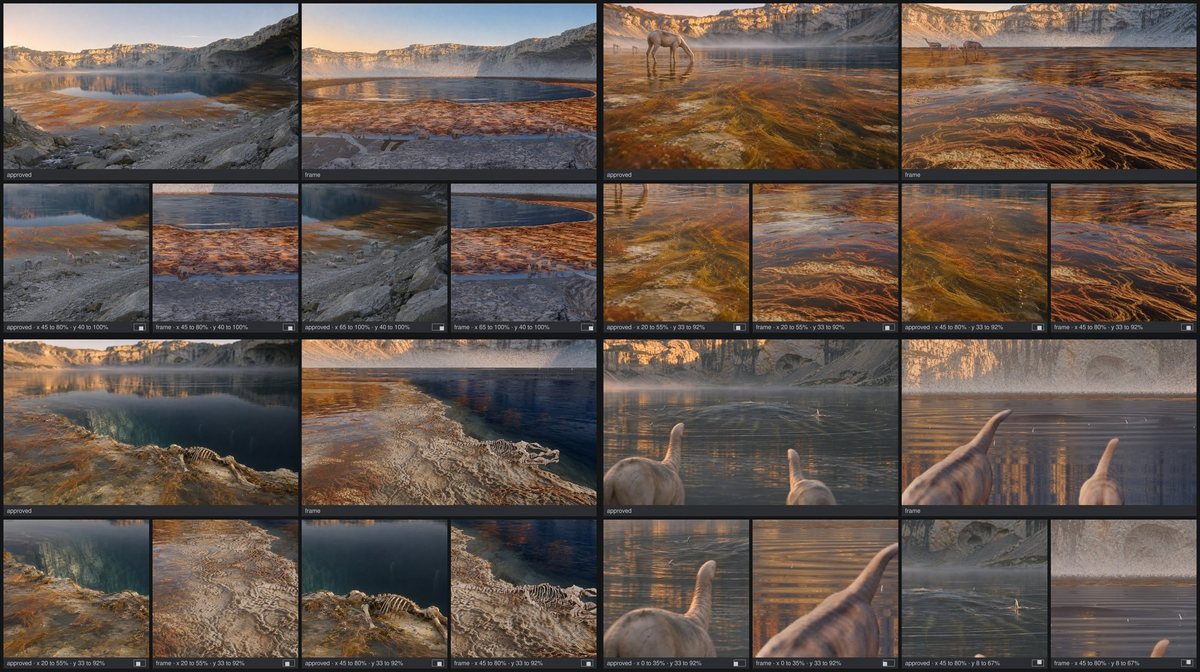 approved
frame
approved
frame
approved - x 45 to 80% - y 40 to 100%
frame - x 45 to 80% - y 40 to 100%
approved - x 65 to 100% - y 40 to 100%
frame - x 65 to 100% - y 40 to 100%
approved - x 20 to 55% - y 33 to 92%
frame - x 20 to 55% - y 33 to 92%
approved - x 45 to 80% - y 33 to 92%
frame - x 45 to 80% - y 33 to 92%
approved
frame
approved
frame
approved - x 20 to 55% - y 33 to 92%
frame - x 20 to 55% - y 33 to 92%
approved - x 45 to 80% - y 33 to 92%
frame - x 45 to 80% - y 33 to 92%
approved - x 0 to 35% - y 33 to 92%
frame - x 0 to 35% - y 33 to 92%
approved - x 45 to 80% - y 8 to 67%
frame - x 45 to 80% - y 8 to 67%